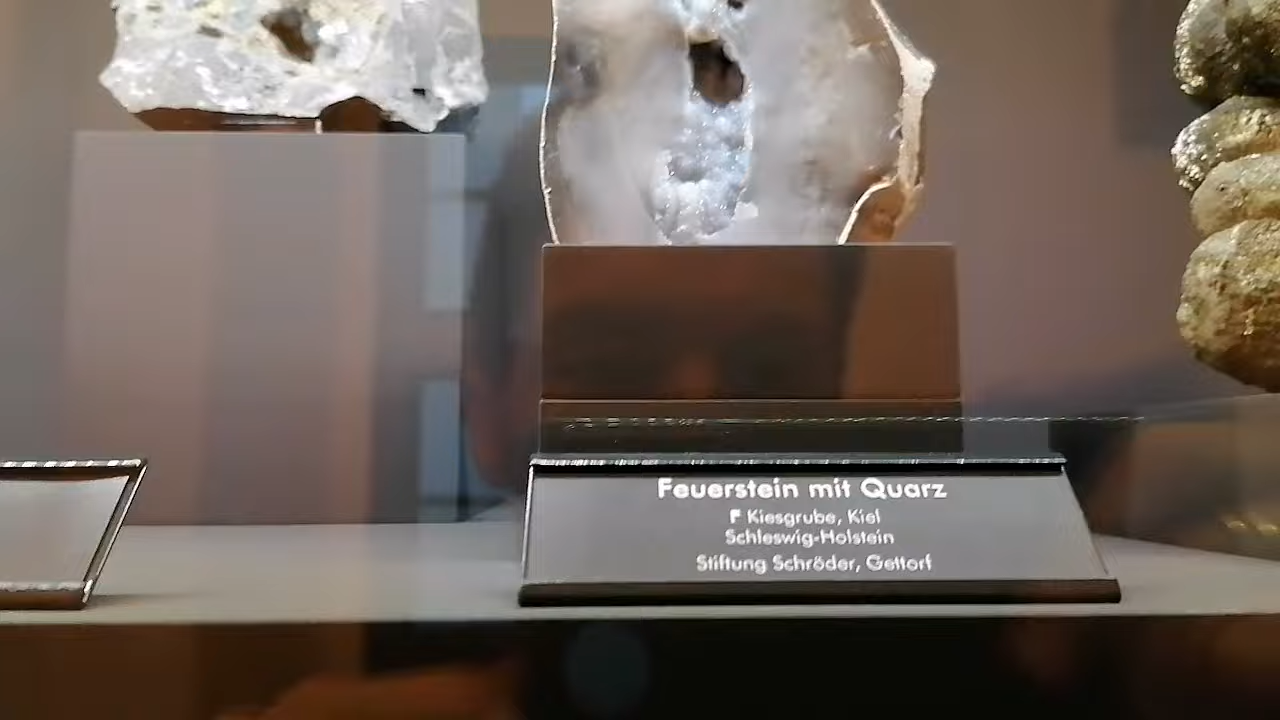 Feuerstein mit Quarz
F Kiesgrube, Kiel
Schleswig-Holstein
Stiftung Schröder, Gettorf